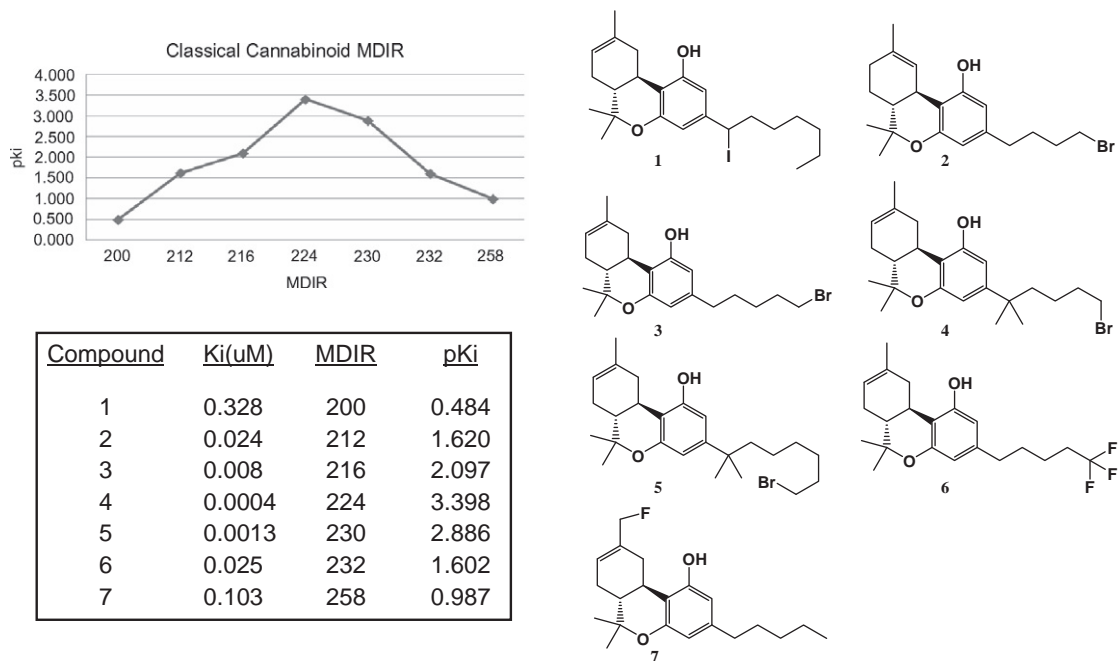 Classical Cannabinoid MDIR
4.000
3.500
3.000
2.500
2.000
1.500
1.000
0.500
0.000
pki
200 212 216 224 230 232 258
MDIR
Compound Ki(uM) MDIR pKi
1 0.328 200 0.484
2 0.024 212 1.620
3 0.008 216 2.097
4 0.0004 224 3.398
5 0.0013 230 2.886
6 0.025 232 1.602
7 0.103 258 0.987
OH
O
I
1
OH
O
Br
2
OH
O
Br
3
OH
O
Br
4
OH
O
Br
5
OH
O
F
F
F
6
F
OH
O
7